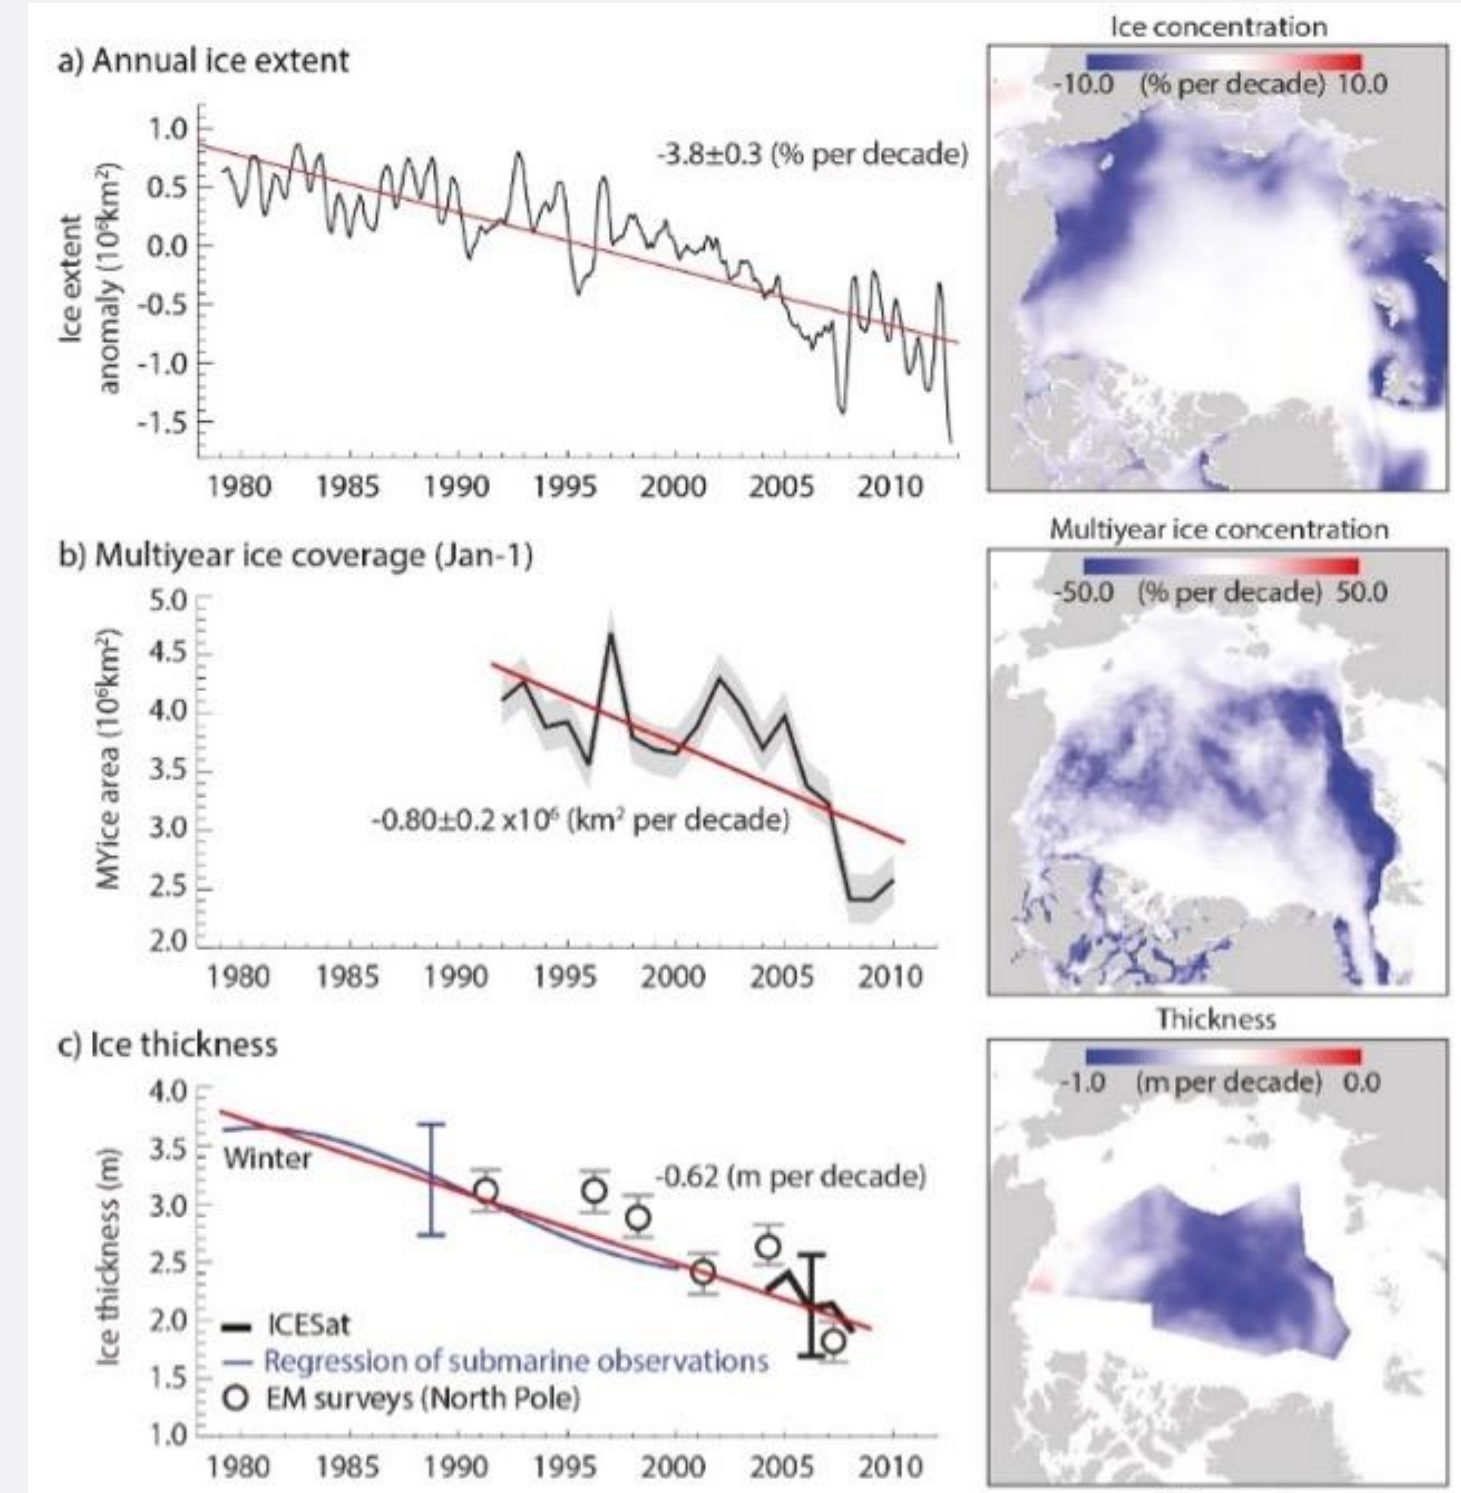 a) Annual ice extent
Ice extent
anomaly (10⁶km²)
1.0
0.5
0.0
-0.5
-1.0
-1.5
-3.8±0.3 (% per decade)
1980 1985 1990 1995 2000 2005 2010
Ice concentration
-10.0 (% per decade) 10.0
b) Multiyear ice coverage (Jan-1)
MYice area (10⁶km²)
5.0
4.5
4.0
3.5
3.0
2.5
2.0
-0.80±0.2 x10⁶ (km² per decade)
1980 1985 1990 1995 2000 2005 2010
Multiyear ice concentration
-50.0 (% per decade) 50.0
c) Ice thickness
Ice thickness (m)
4.0
3.5
3.0
2.5
2.0
1.5
1.0
Winter
-0.62 (m per decade)
ICESat
Regression of submarine observations
EM surveys (North Pole)
1980 1985 1990 1995 2000 2005 2010
Thickness
-1.0 (m per decade) 0.0